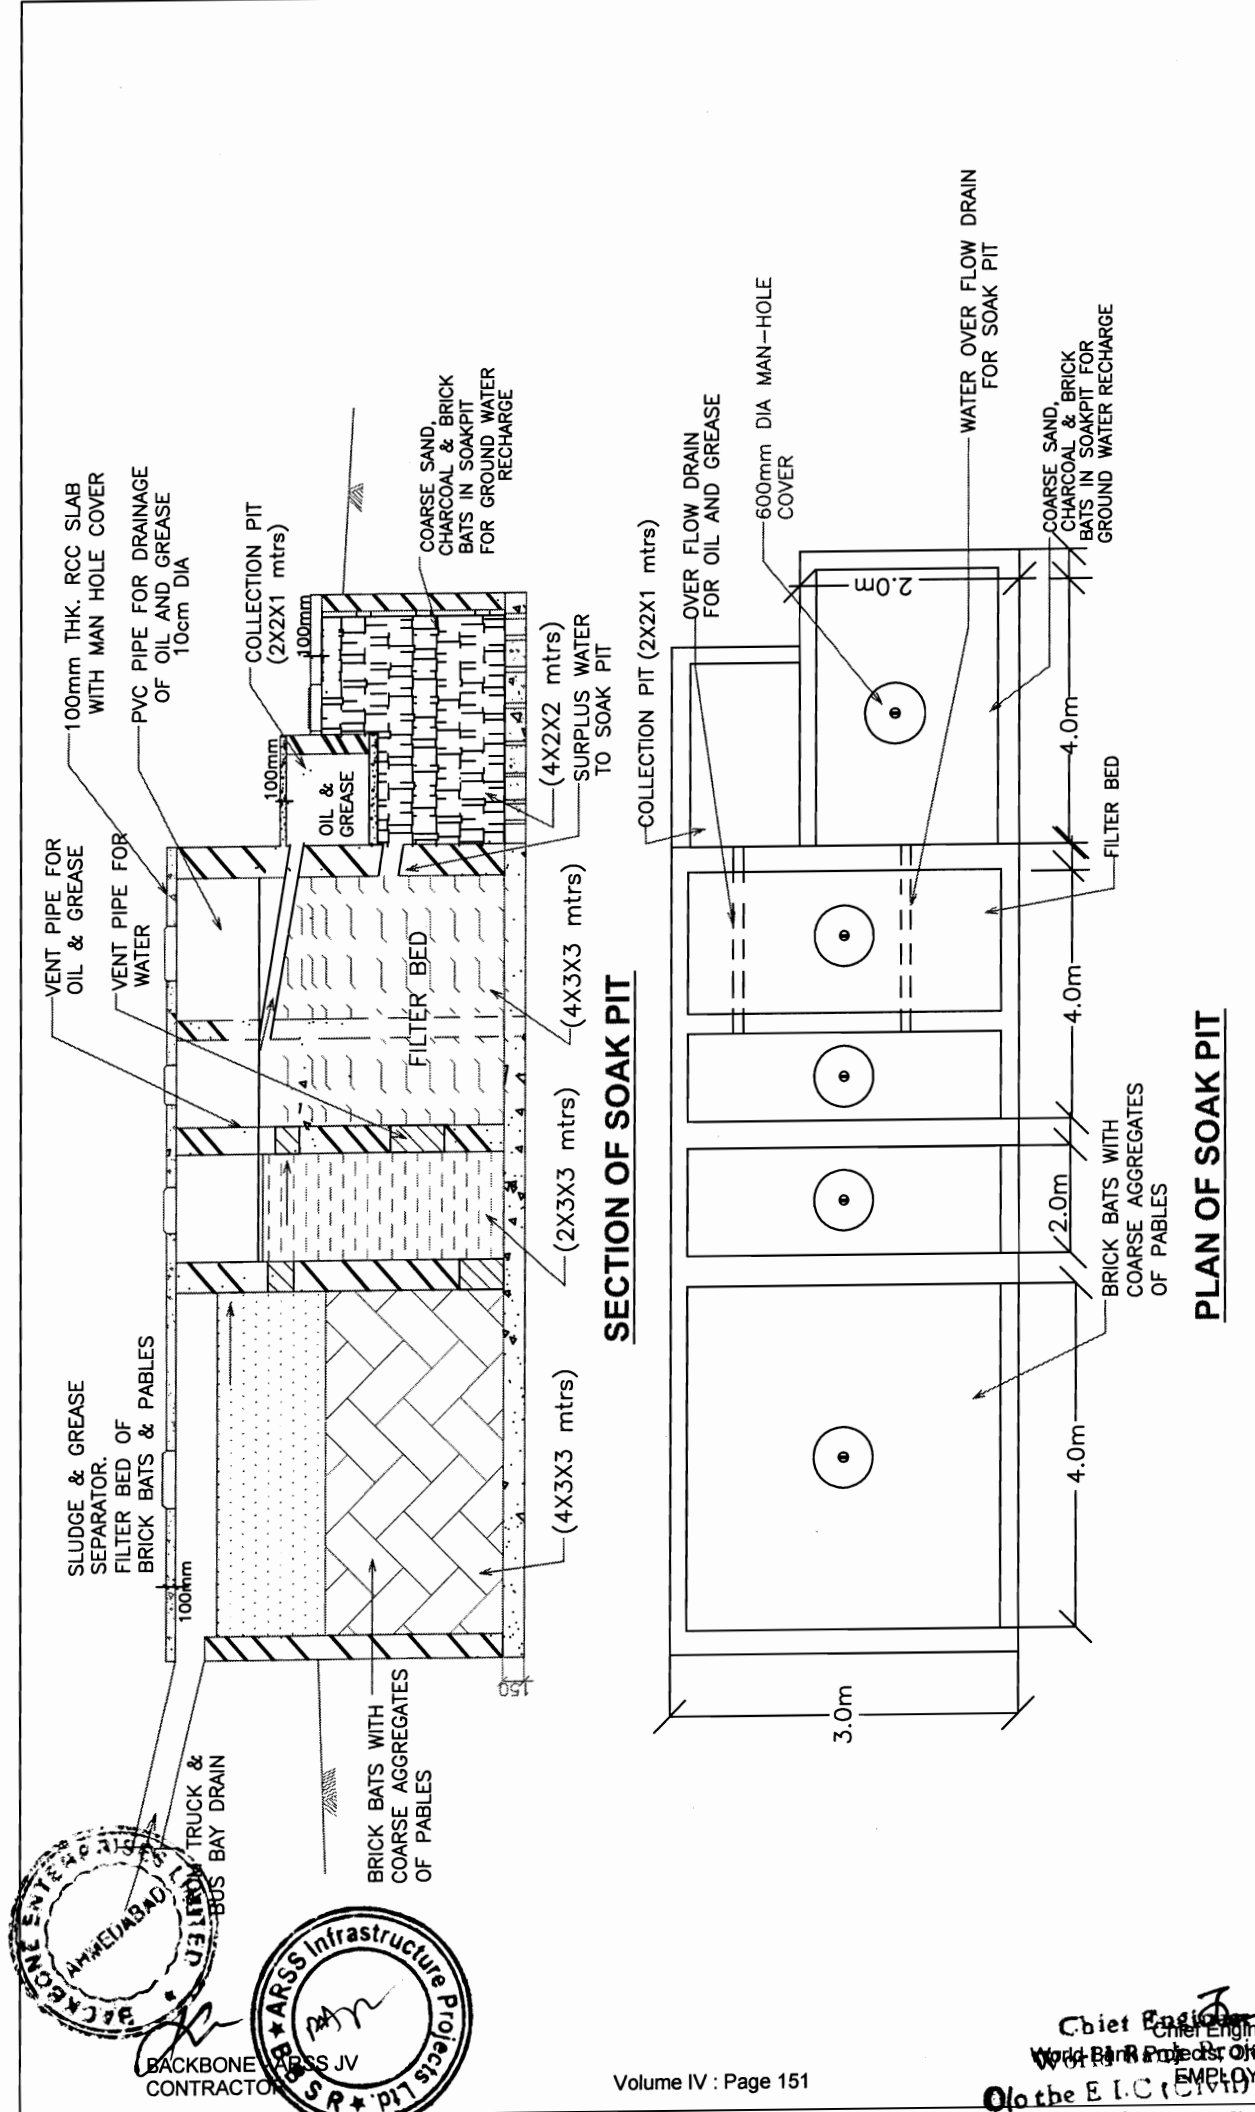 SLUDGE & GREASE
SEPARATOR.
FILTER BED OF
BRICK BATS & PABLES
VENT PIPE FOR
OIL & GREASE
VENT PIPE FOR
WATER
100mm THK. RCC SLAB
WITH MAN HOLE COVER
PVC PIPE FOR DRAINAGE
OF OIL AND GREASE
10cm DIA
COLLECTION PIT
(2X2X1 mtrs)
100mm
100mm
100mm
OIL &
GREASE
COARSE SAND,
CHARCOAL & BRICK
BATS IN SOAKPIT
FOR GROUND WATER
RECHARGE
TRUCK &
BUS BAY DRAIN
BRICK BATS WITH
COARSE AGGREGATES
OF PABLES
150
FILTER BED
(4X3X3 mtrs)
(2X3X3 mtrs)
(4X3X3 mtrs)
(4X2X2 mtrs)
SURPLUS WATER
TO SOAK PIT
SECTION OF SOAK PIT
COLLECTION PIT (2X2X1 mtrs)
OVER FLOW DRAIN
FOR OIL AND GREASE
600mm DIA MAN-HOLE
COVER
WATER OVER FLOW DRAIN
FOR SOAK PIT
COARSE SAND,
CHARCOAL & BRICK
BATS IN SOAKPIT FOR
GROUND WATER RECHARGE
2.0m
3.0m
4.0m
2.0m
4.0m
4.0m
FILTER BED
BRICK BATS WITH
COARSE AGGREGATES
OF PABLES
PLAN OF SOAK PIT
BACKBONE ENTERPRISES LIMITED
AHMEDABAD
ARSS Infrastructure Projects Ltd.
BBSR
BACKBONE - ARSS JV
CONTRACTOR
Volume IV : Page 151
Chief Engineer
World Bank Projects
O/o the E.I.C (Civil)